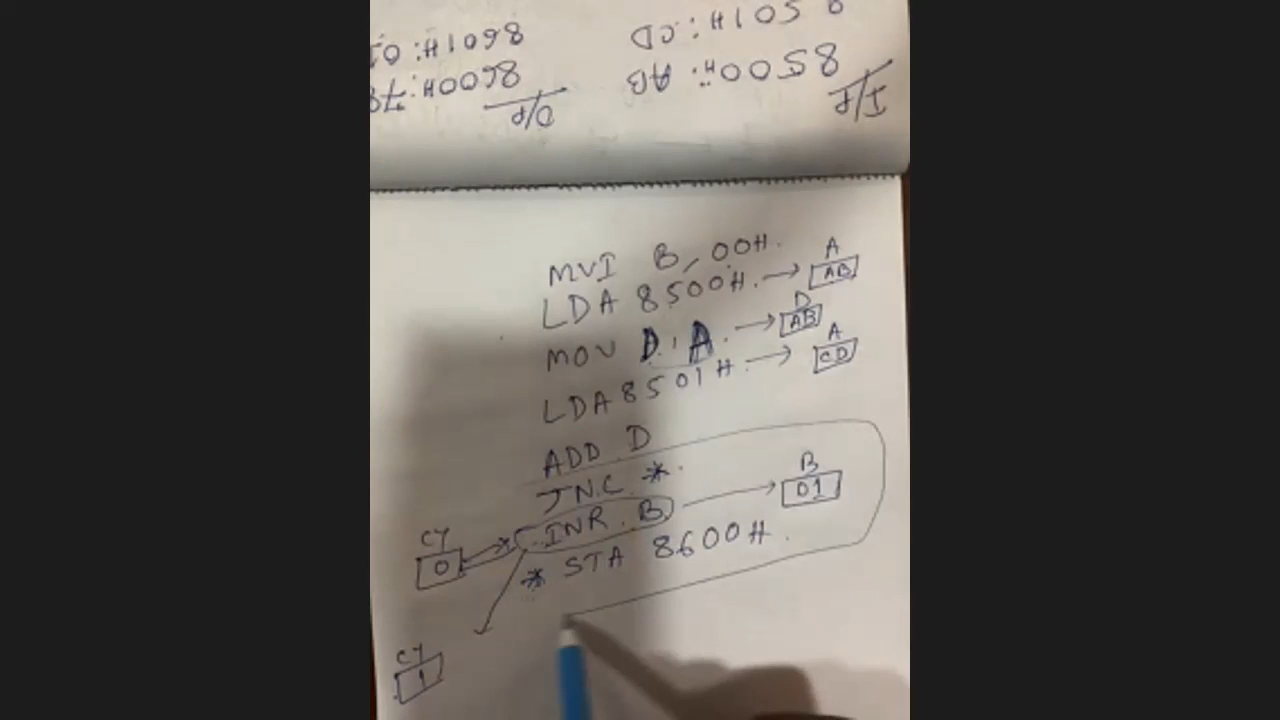 I/P
8500H: AB
8501H: CD
O/P
8600H: 78
8601H: 01
MVI B, 00H.
LDA 8500H. → A
AB
MOV D, A. → D
AB
LDA 8501H. → A
CD
ADD D
JNC *.
INR B → B
01
CY
0
* STA 8600H.
CY
1